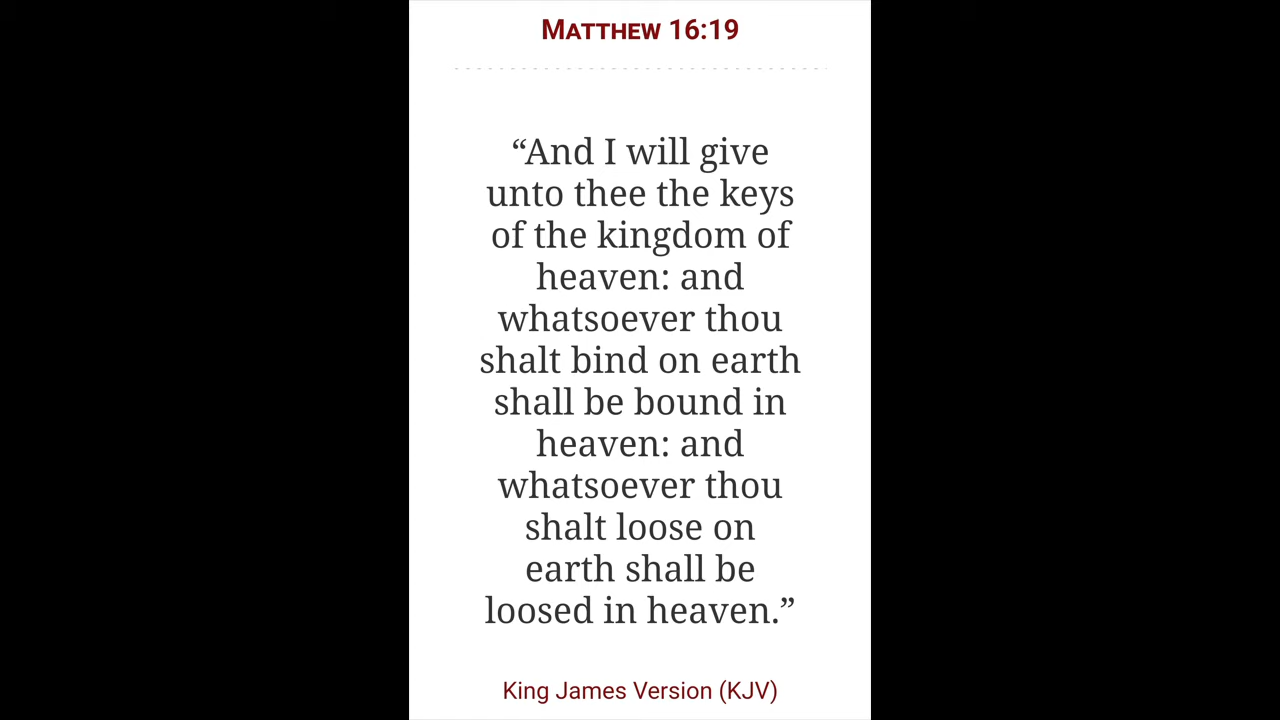 Matthew 16:19
“And I will give
unto thee the keys
of the kingdom of
heaven: and
whatsoever thou
shalt bind on earth
shall be bound in
heaven: and
whatsoever thou
shalt loose on
earth shall be
loosed in heaven.”
King James Version (KJV)